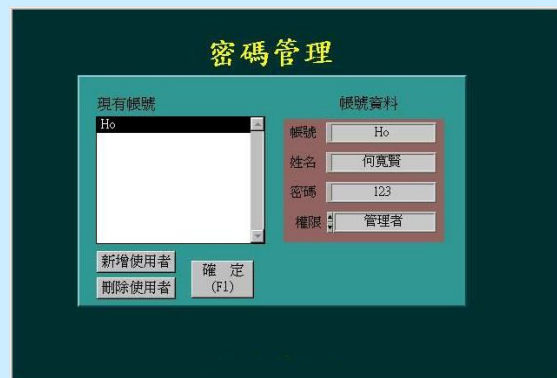 密碼管理
現有帳號
Ho
新增使用者
刪除使用者
確 定
(F1)
帳號資料
帳號 Ho
姓名 何寬賢
密碼 123
權限 管理者